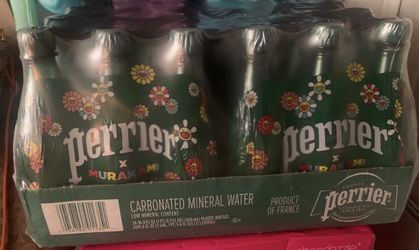 perrier
x
MURAKAMI
perrier
x
MURAKAMI
CARBONATED MINERAL WATER
LOW MINERAL CONTENT
PRODUCT
OF FRANCE
perrier